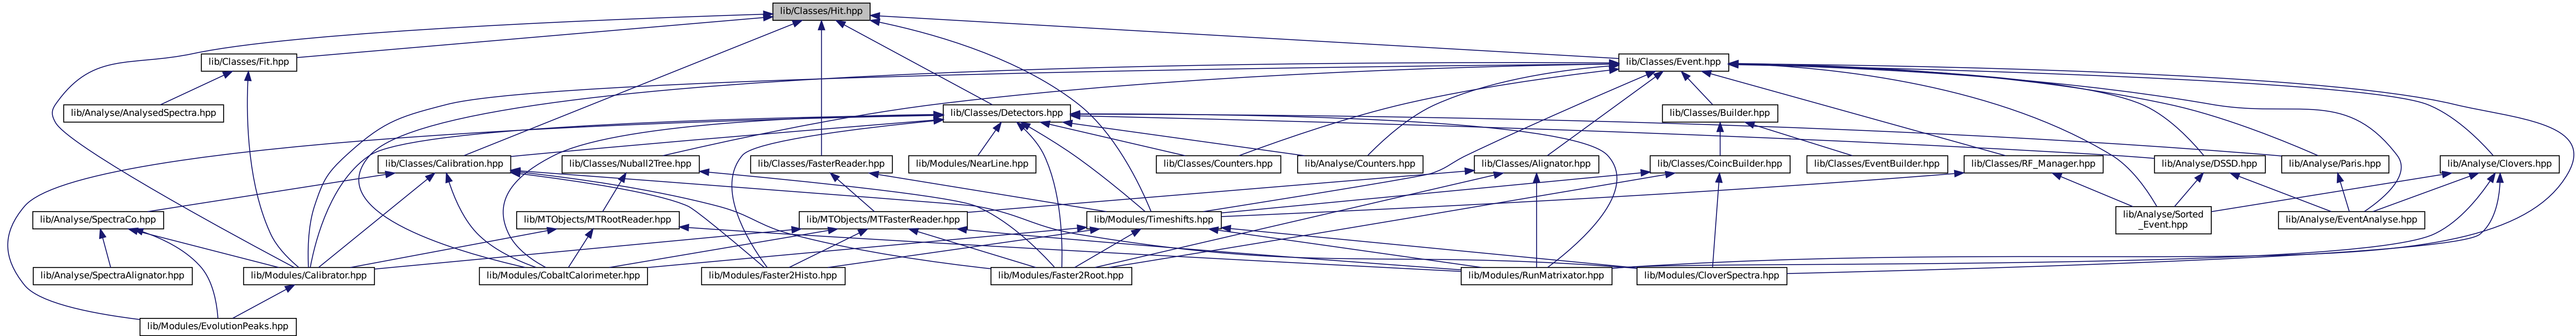 lib/Classes/Hit.hpp
lib/Classes/Fit.hpp
lib/Classes/Event.hpp
lib/Analyse/AnalysedSpectra.hpp
lib/Classes/Detectors.hpp
lib/Classes/Builder.hpp
lib/Classes/Calibration.hpp
lib/Classes/Nuball2Tree.hpp
lib/Classes/FasterReader.hpp
lib/Modules/NearLine.hpp
lib/Classes/Counters.hpp
lib/Analyse/Counters.hpp
lib/Classes/Alignator.hpp
lib/Classes/CoincBuilder.hpp
lib/Classes/EventBuilder.hpp
lib/Classes/RF_Manager.hpp
lib/Analyse/DSSD.hpp
lib/Analyse/Paris.hpp
lib/Analyse/Clovers.hpp
lib/Analyse/SpectraCo.hpp
lib/MTObjects/MTRootReader.hpp
lib/MTObjects/MTFasterReader.hpp
lib/Modules/Timeshifts.hpp
lib/Analyse/Sorted
_Event.hpp
lib/Analyse/EventAnalyse.hpp
lib/Analyse/SpectraAlignator.hpp
lib/Modules/Calibrator.hpp
lib/Modules/CobaltCalorimeter.hpp
lib/Modules/Faster2Histo.hpp
lib/Modules/Faster2Root.hpp
lib/Modules/RunMatrixator.hpp
lib/Modules/CloverSpectra.hpp
lib/Modules/EvolutionPeaks.hpp